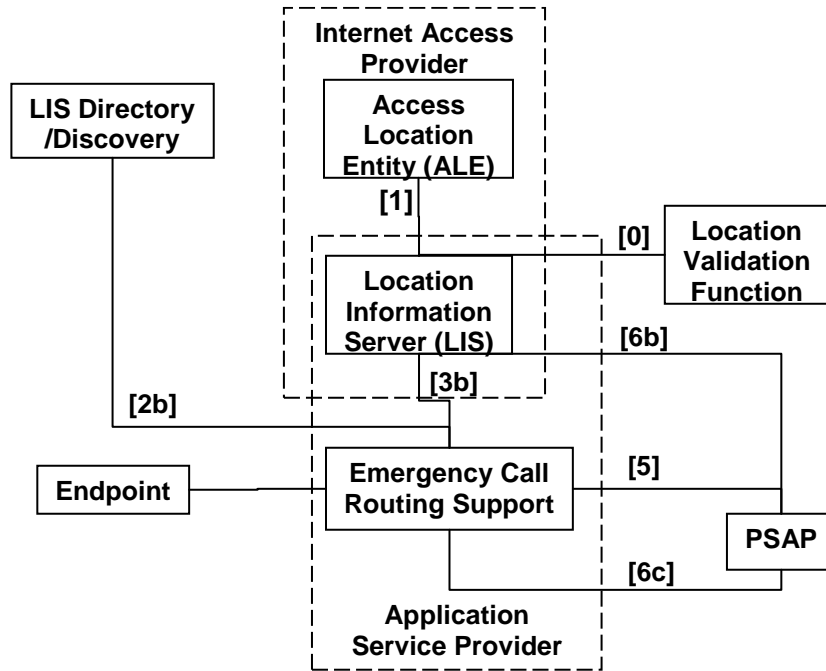 Internet Access
Provider
LIS Directory
/Discovery
Access
Location
Entity (ALE)
[1]
[0]
Location
Validation
Function
Location
Information
Server (LIS)
[6b]
[3b]
[2b]
Endpoint
Emergency Call
Routing Support
[5]
PSAP
[6c]
Application
Service Provider